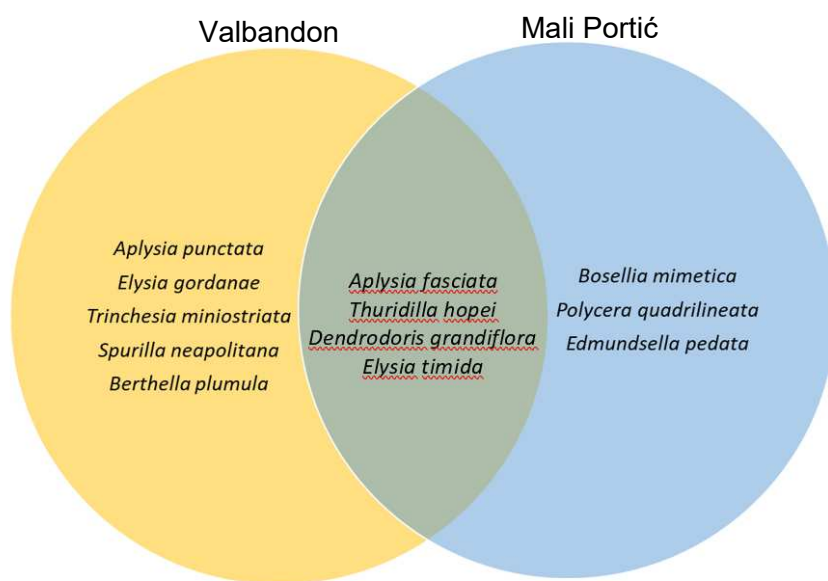 Valbandon
Mali Portić
Aplysia punctata
Elysia gordanae
Trinchesia miniostriata
Spurilla neapolitana
Berthella plumula
Aplysia fasciata
Thuridilla hopei
Dendrodoris grandiflora
Elysia timida
Bosellia mimetica
Polycera quadrilineata
Edmundsella pedata